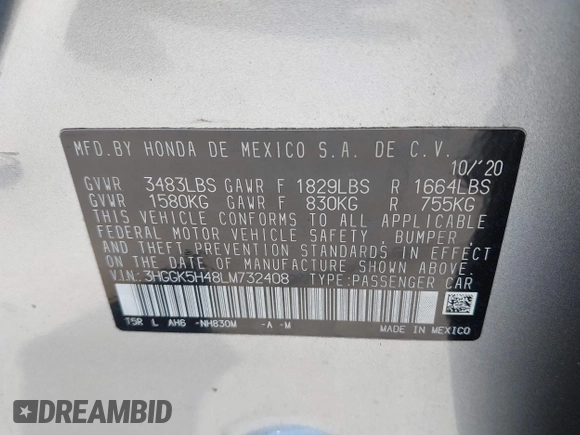 MFD.BY HONDA DE MEXICO S.A. DE C.V.
10/'20
GVWR 3483LBS GAWR F 1829LBS R 1664LBS
GVWR 1580KG GAWR F 830KG R 755KG
THIS VEHICLE CONFORMS TO ALL APPLICABLE
FEDERAL MOTOR VEHICLE SAFETY , BUMPER ,
AND THEFT PREVENTION STANDARDS IN EFFECT
ON THE DATE OF MANUFACTURE SHOWN ABOVE.
V.I.N.: 3HGGK5H48LM732408 TYPE:PASSENGER CAR
T5R L AH6 -NH830M -A -M
MADE IN MEXICO
DREAMBID